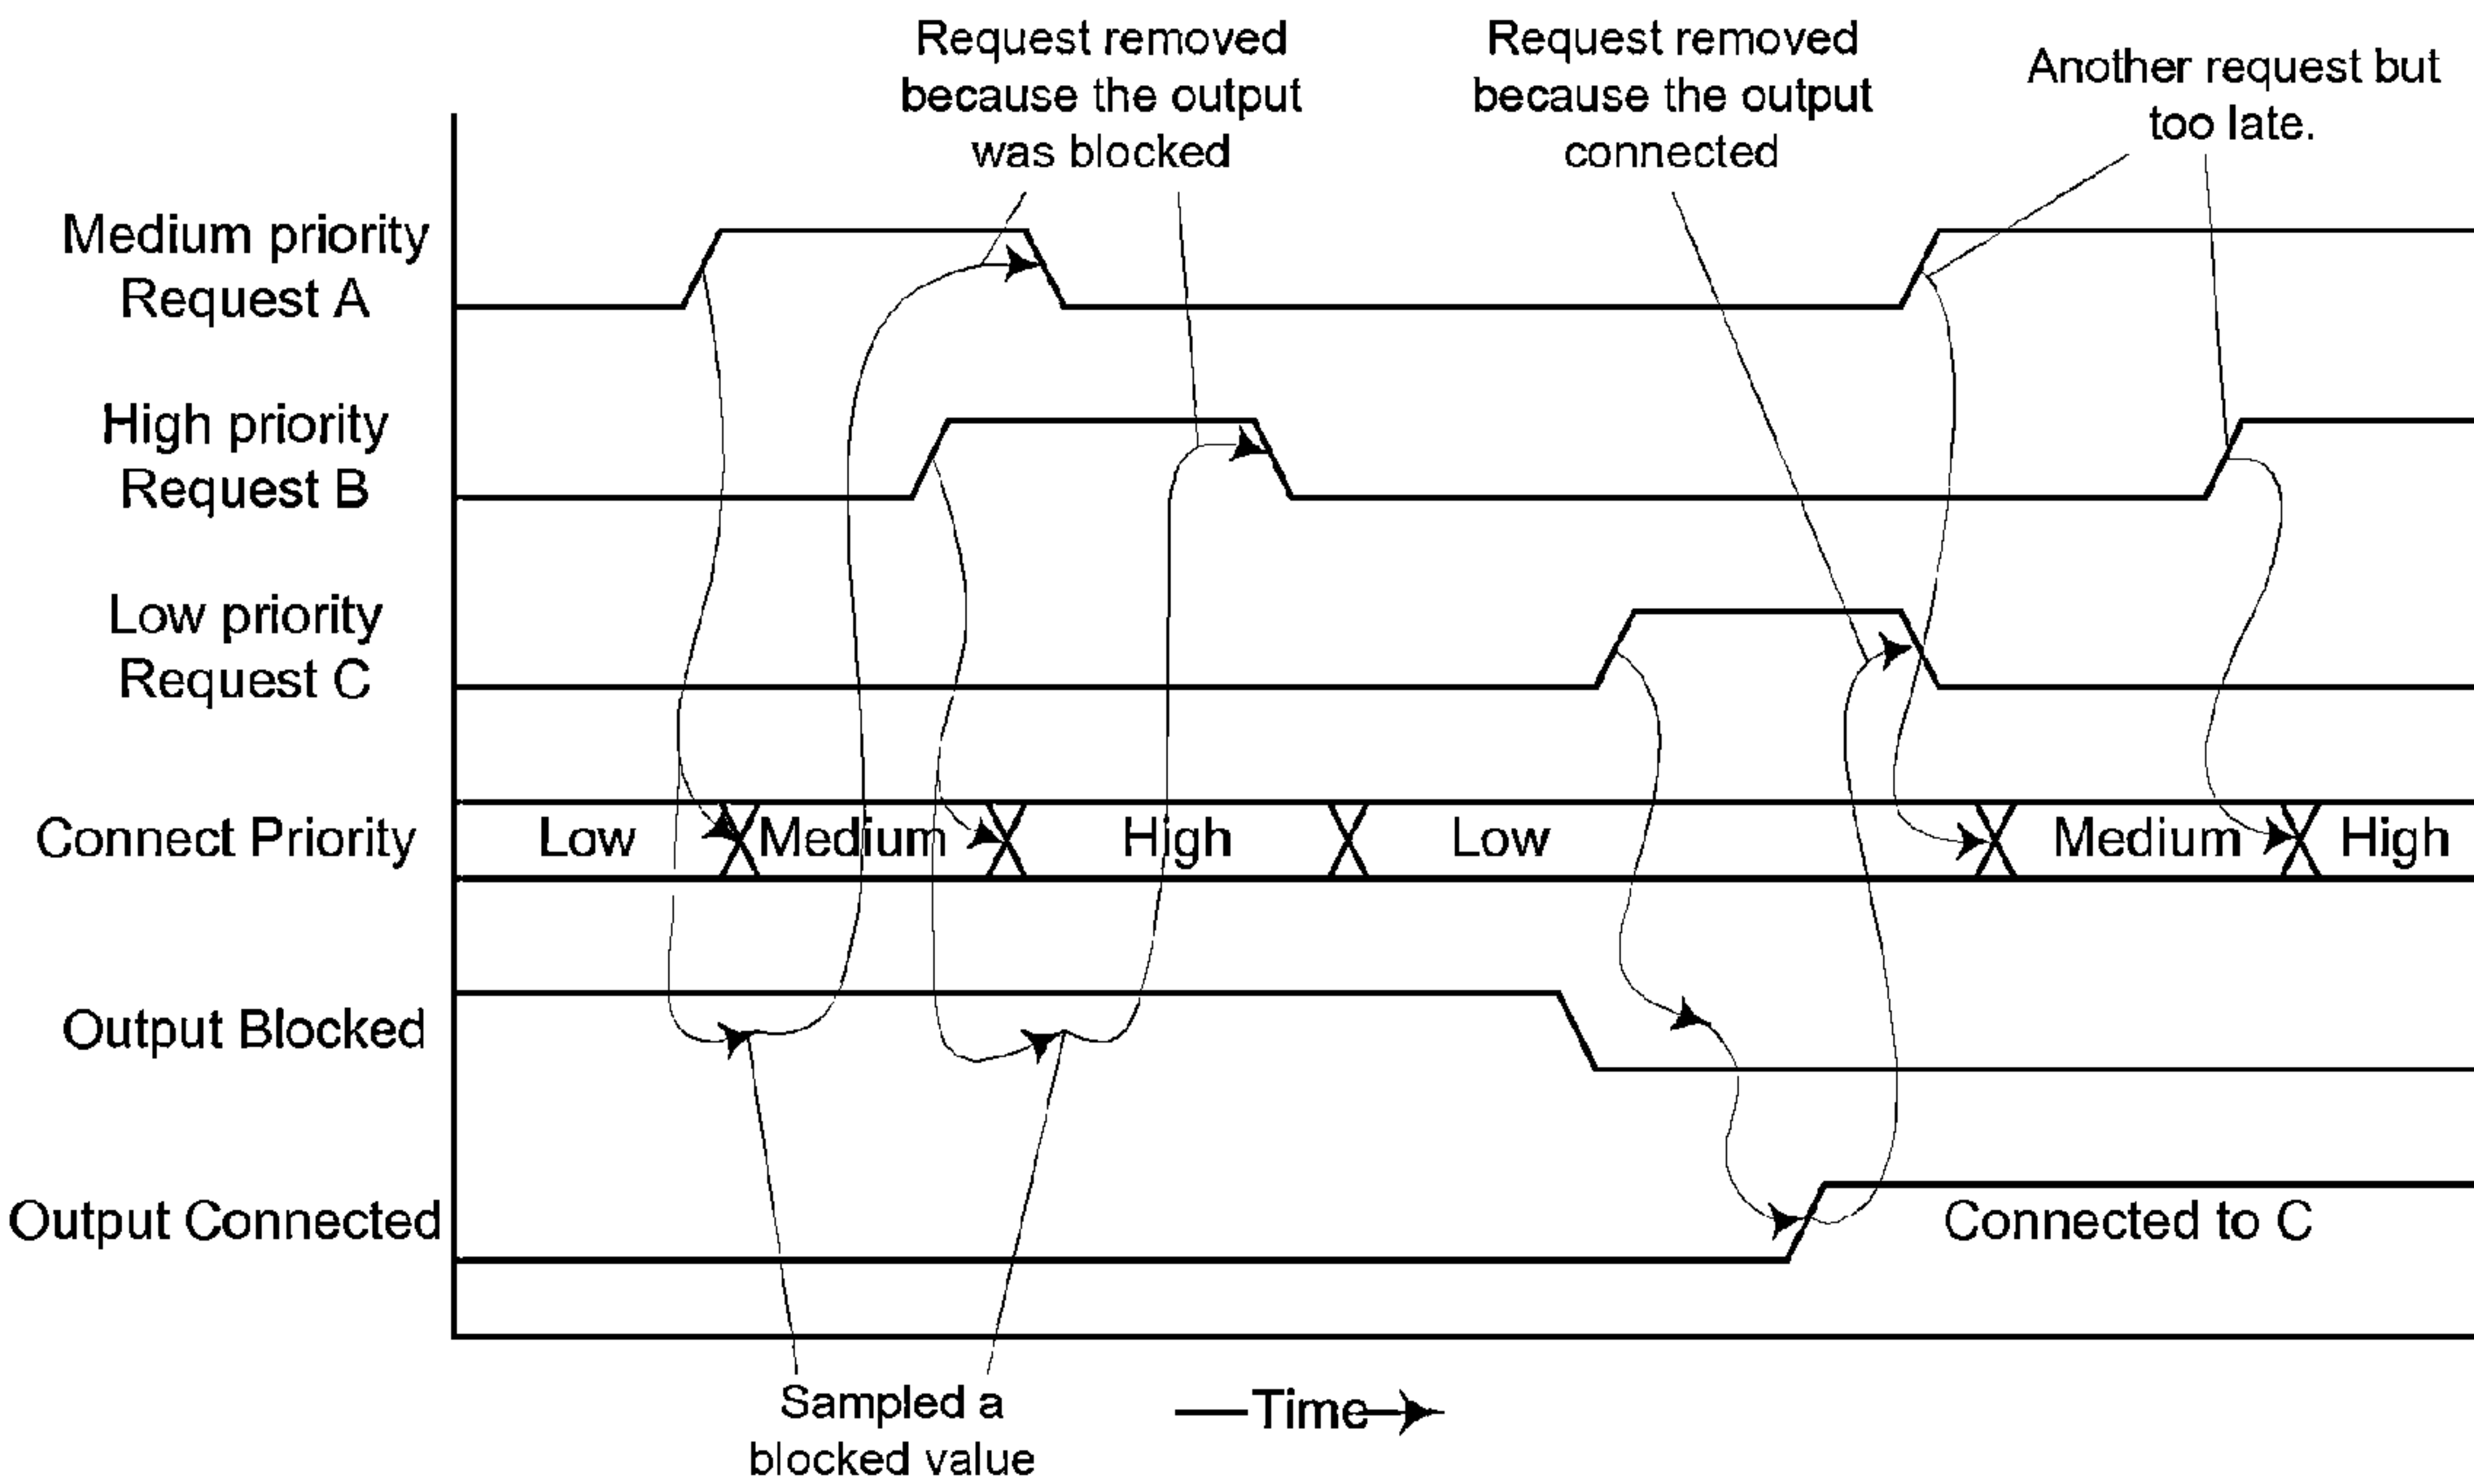 Request removed
because the output
was blocked
Request removed
because the output
connected
Another request but
too late.
Medium priority
Request A
High priority
Request B
Low priority
Request C
Connect Priority
Low
Medium
High
Low
Medium
High
Output Blocked
Output Connected
Connected to C
Sampled a
blocked value
Time